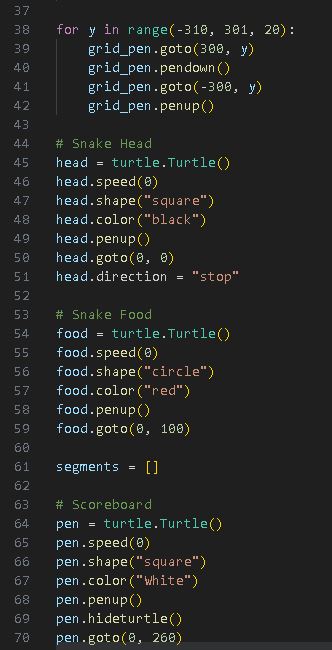 37
38 for y in range(-310, 301, 20):
39     grid_pen.goto(300, y)
40     grid_pen.pendown()
41     grid_pen.goto(-300, y)
42     grid_pen.penup()
43
44 # Snake Head
45 head = turtle.Turtle()
46 head.speed(0)
47 head.shape("square")
48 head.color("black")
49 head.penup()
50 head.goto(0, 0)
51 head.direction = "stop"
52
53 # Snake Food
54 food = turtle.Turtle()
55 food.speed(0)
56 food.shape("circle")
57 food.color("red")
58 food.penup()
59 food.goto(0, 100)
60
61 segments = []
62
63 # Scoreboard
64 pen = turtle.Turtle()
65 pen.speed(0)
66 pen.shape("square")
67 pen.color("White")
68 pen.penup()
69 pen.hideturtle()
70 pen.goto(0, 260)